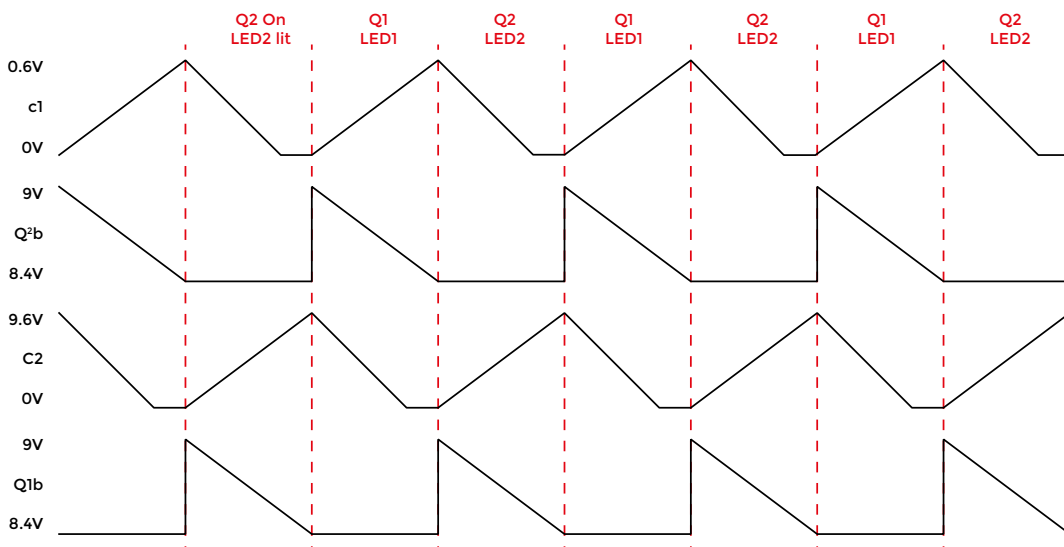 Q2 On
LED2 lit
Q1
LED1
Q2
LED2
Q1
LED1
Q2
LED2
Q1
LED1
Q2
LED2
0.6V
c1
0V
9V
Q²b
8.4V
9.6V
C2
0V
9V
Q1b
8.4V